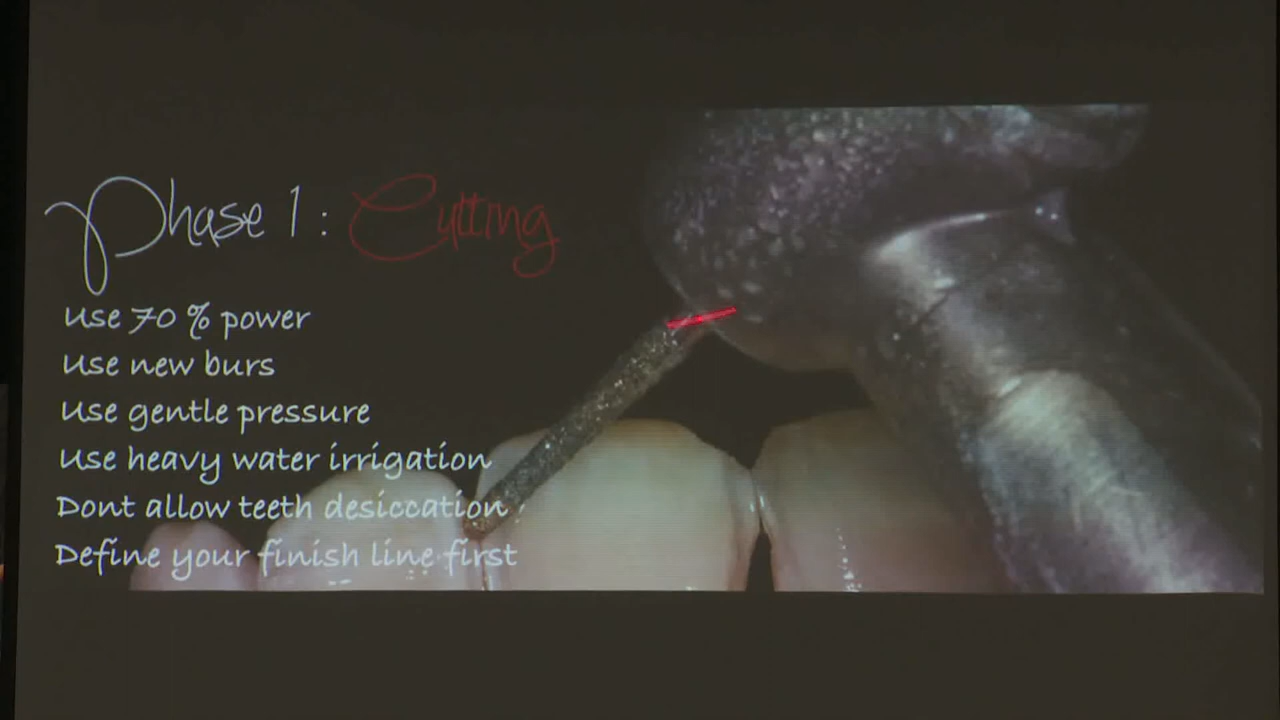 Phase 1: Cutting
Use 70 % power
Use new burs
Use gentle pressure
Use heavy water irrigation
Dont allow teeth desiccation
Define your finish line first